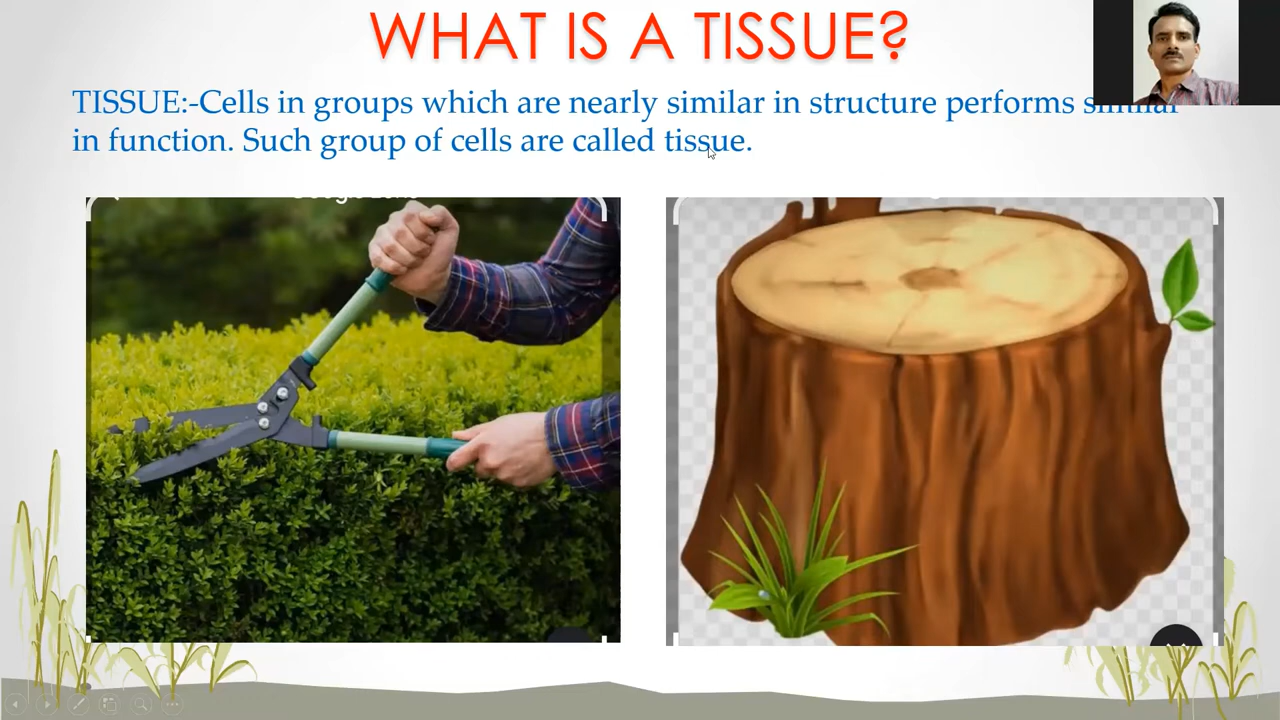 WHAT IS A TISSUE?
TISSUE:-Cells in groups which are nearly similar in structure performs similar
in function. Such group of cells are called tissue.